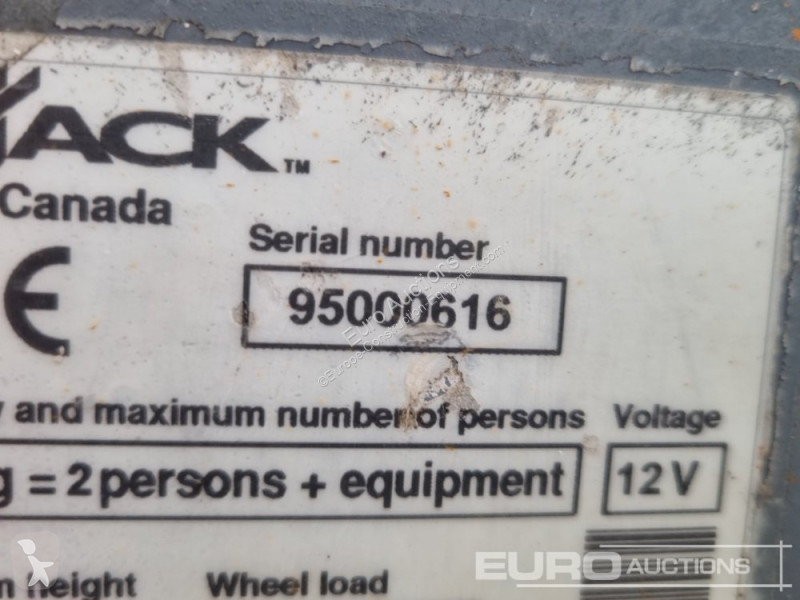 ACK™
Canada
CE
Serial number
95000616
and maximum number of persons
Voltage
= 2 persons + equipment
12 V
height
Wheel load
EURO AUCTIONS